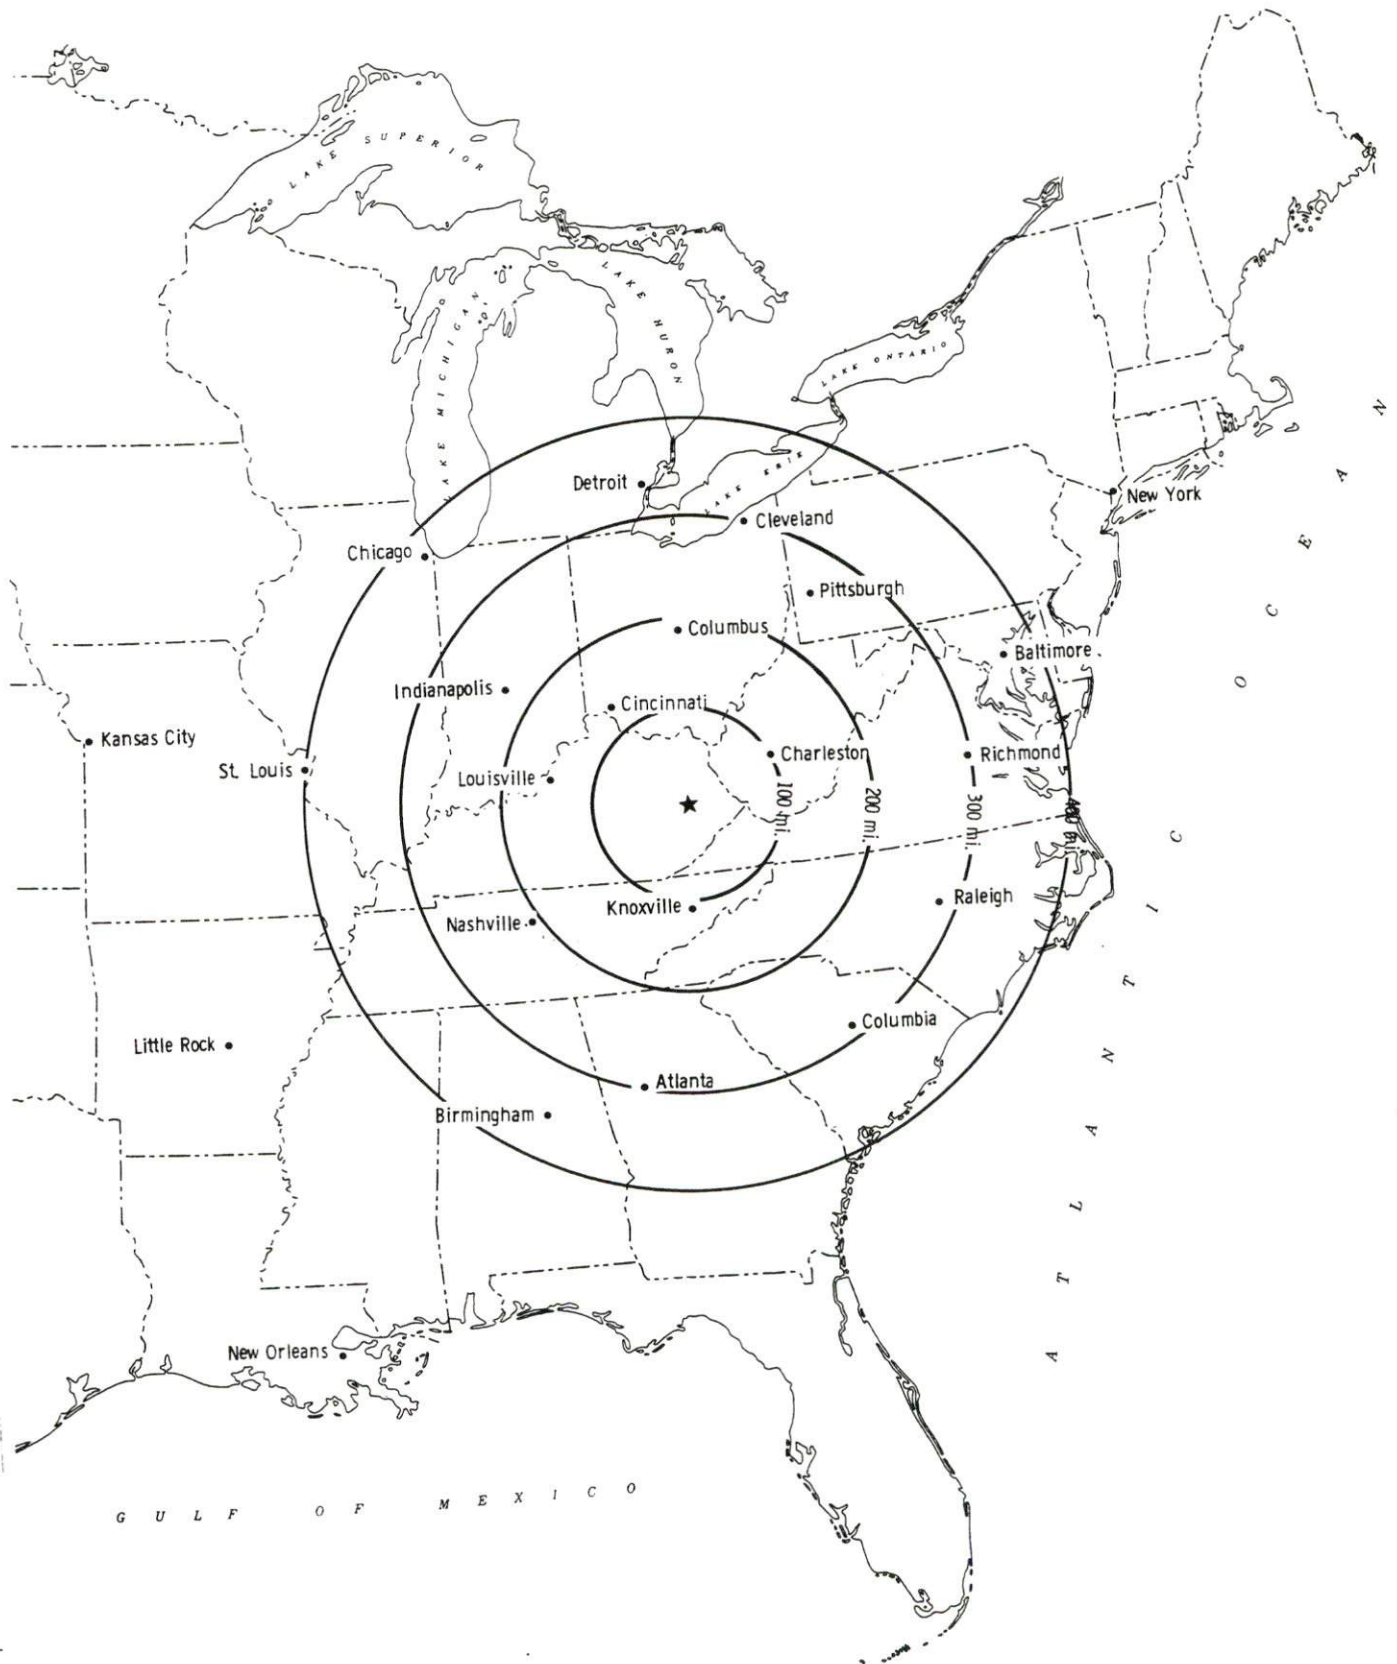 LAKE SUPERIOR
LAKE MICHIGAN
LAKE HURON
LAKE ONTARIO
LAKE ERIE
Detroit
New York
Cleveland
Chicago
Pittsburgh
Columbus
Baltimore
Indianapolis
Cincinnati
Kansas City
Charleston
Richmond
St. Louis
Louisville
100 mi.
200 mi.
300 mi.
400 mi.
Raleigh
Knoxville
Nashville
Columbia
Little Rock
Atlanta
Birmingham
New Orleans
ATLANTIC OCEAN
GULF OF MEXICO